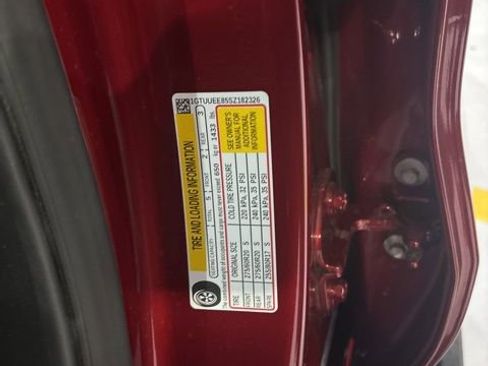 1GTUUEE85SZ182326
TIRE AND LOADING INFORMATION
SEATING CAPACITY TOTAL 5 FRONT 2 REAR 3
The combined weight of occupants and cargo must never exceed 650 kg or 1433 lbs.
TIRE ORIGINAL SIZE COLD TIRE PRESSURE
FRONT 275/60R20 S 220 kPa, 32 PSI
REAR 275/60R20 S 240 kPa, 35 PSI
SPARE 255/80R17 S 240 kPa, 35 PSI
SEE OWNER'S
MANUAL FOR
ADDITIONAL
INFORMATION